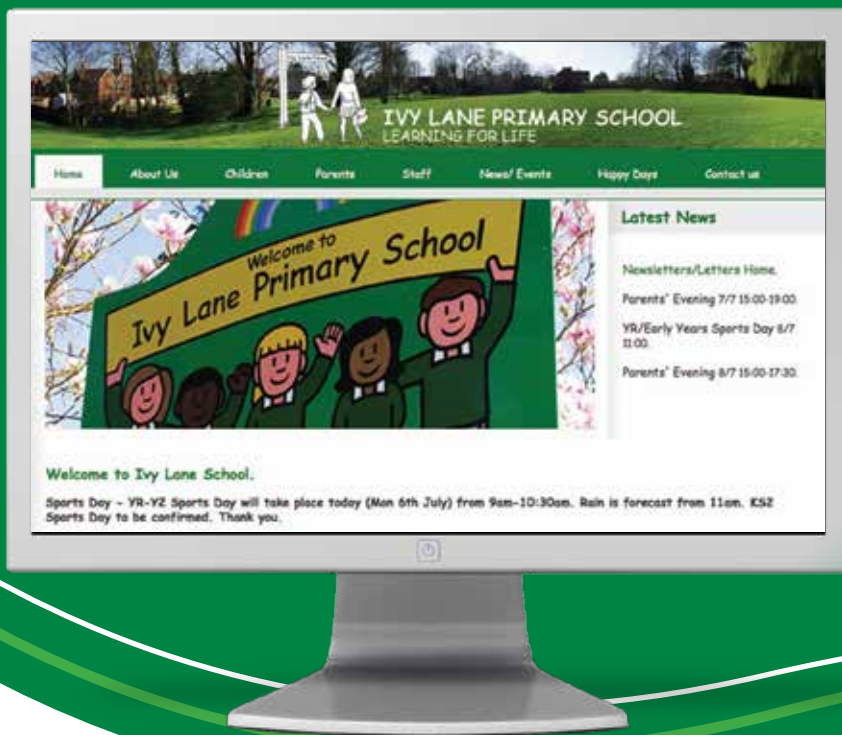 IVY LANE PRIMARY SCHOOL
LEARNING FOR LIFE
Home About Us Children Parents Staff News/ Events Happy Days Contact us
Welcome to
Ivy Lane Primary School
Latest News
Newsletters/Letters Home.
Parents' Evening 7/7 15:00-19:00.
YR/Early Years Sports Day 6/7
11:00.
Parents' Evening 8/7 15:00-17:30.
Welcome to Ivy Lane School.
Sports Day - YR-Y2 Sports Day will take place today (Mon 6th July) from 9am-10:30am. Rain is forecast from 11am. KS2
Sports Day to be confirmed. Thank you.